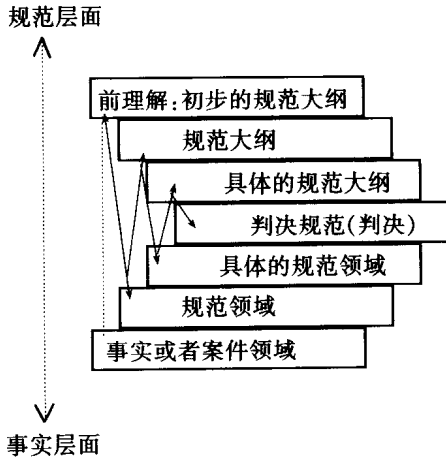 规范层面
前理解:初步的规范大纲
规范大纲
具体的规范大纲
判决规范(判决)
具体的规范领域
规范领域
事实或者案件领域
事实层面